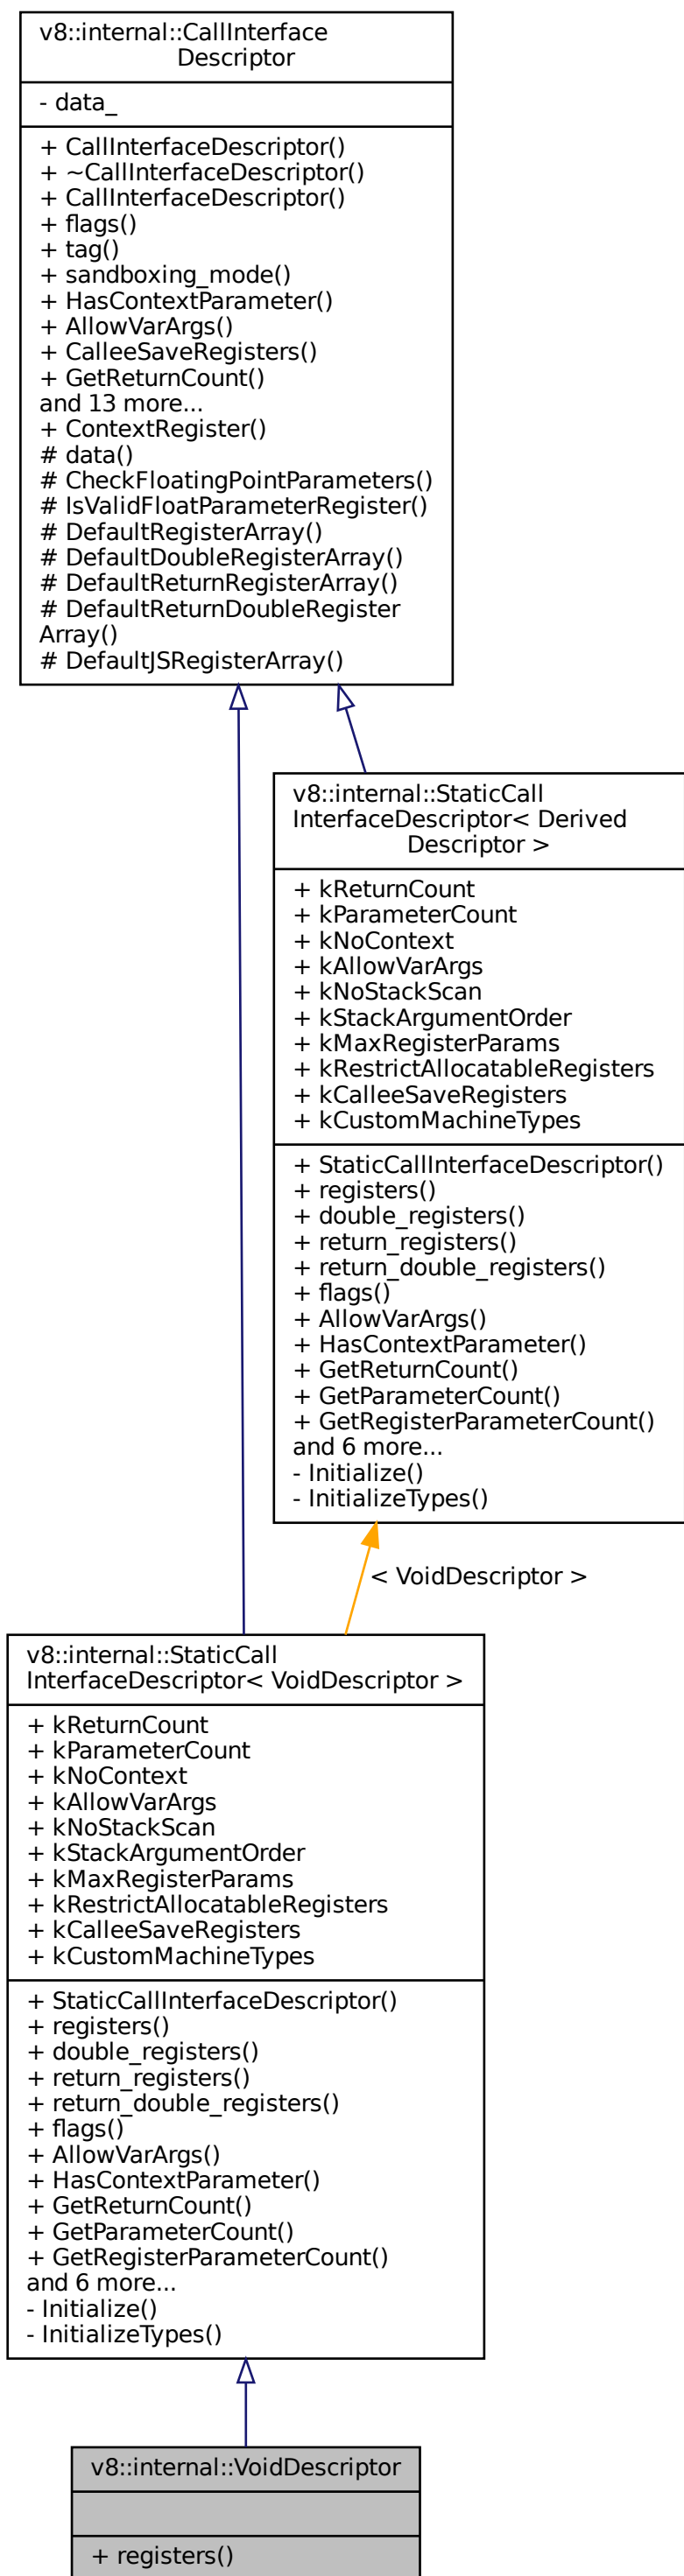 v8::internal::CallInterface
Descriptor
- data_
+ CallInterfaceDescriptor()
+ ~CallInterfaceDescriptor()
+ CallInterfaceDescriptor()
+ flags()
+ tag()
+ sandboxing_mode()
+ HasContextParameter()
+ AllowVarArgs()
+ CalleeSaveRegisters()
+ GetReturnCount()
and 13 more...
+ ContextRegister()
# data()
# CheckFloatingPointParameters()
# IsValidFloatParameterRegister()
# DefaultRegisterArray()
# DefaultDoubleRegisterArray()
# DefaultReturnRegisterArray()
# DefaultReturnDoubleRegister
Array()
# DefaultJSRegisterArray()
v8::internal::StaticCall
InterfaceDescriptor< Derived
Descriptor >
+ kReturnCount
+ kParameterCount
+ kNoContext
+ kAllowVarArgs
+ kNoStackScan
+ kStackArgumentOrder
+ kMaxRegisterParams
+ kRestrictAllocatableRegisters
+ kCalleeSaveRegisters
+ kCustomMachineTypes
+ StaticCallInterfaceDescriptor()
+ registers()
+ double_registers()
+ return_registers()
+ return_double_registers()
+ flags()
+ AllowVarArgs()
+ HasContextParameter()
+ GetReturnCount()
+ GetParameterCount()
+ GetRegisterParameterCount()
and 6 more...
- Initialize()
- InitializeTypes()
< VoidDescriptor >
v8::internal::StaticCall
InterfaceDescriptor< VoidDescriptor >
+ kReturnCount
+ kParameterCount
+ kNoContext
+ kAllowVarArgs
+ kNoStackScan
+ kStackArgumentOrder
+ kMaxRegisterParams
+ kRestrictAllocatableRegisters
+ kCalleeSaveRegisters
+ kCustomMachineTypes
+ StaticCallInterfaceDescriptor()
+ registers()
+ double_registers()
+ return_registers()
+ return_double_registers()
+ flags()
+ AllowVarArgs()
+ HasContextParameter()
+ GetReturnCount()
+ GetParameterCount()
+ GetRegisterParameterCount()
and 6 more...
- Initialize()
- InitializeTypes()
v8::internal::VoidDescriptor
+ registers()